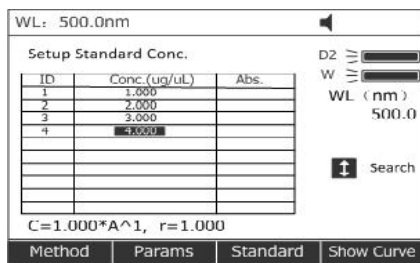 WL: 500.0nm
Setup Standard Conc.
D2
ID Conc.(ug/uL) Abs.
W
1 1.000
WL (nm)
2 2.000
500.0
3 3.000
4 4.000
Search
C=1.000*A^1, r=1.000
Method Params Standard Show Curve